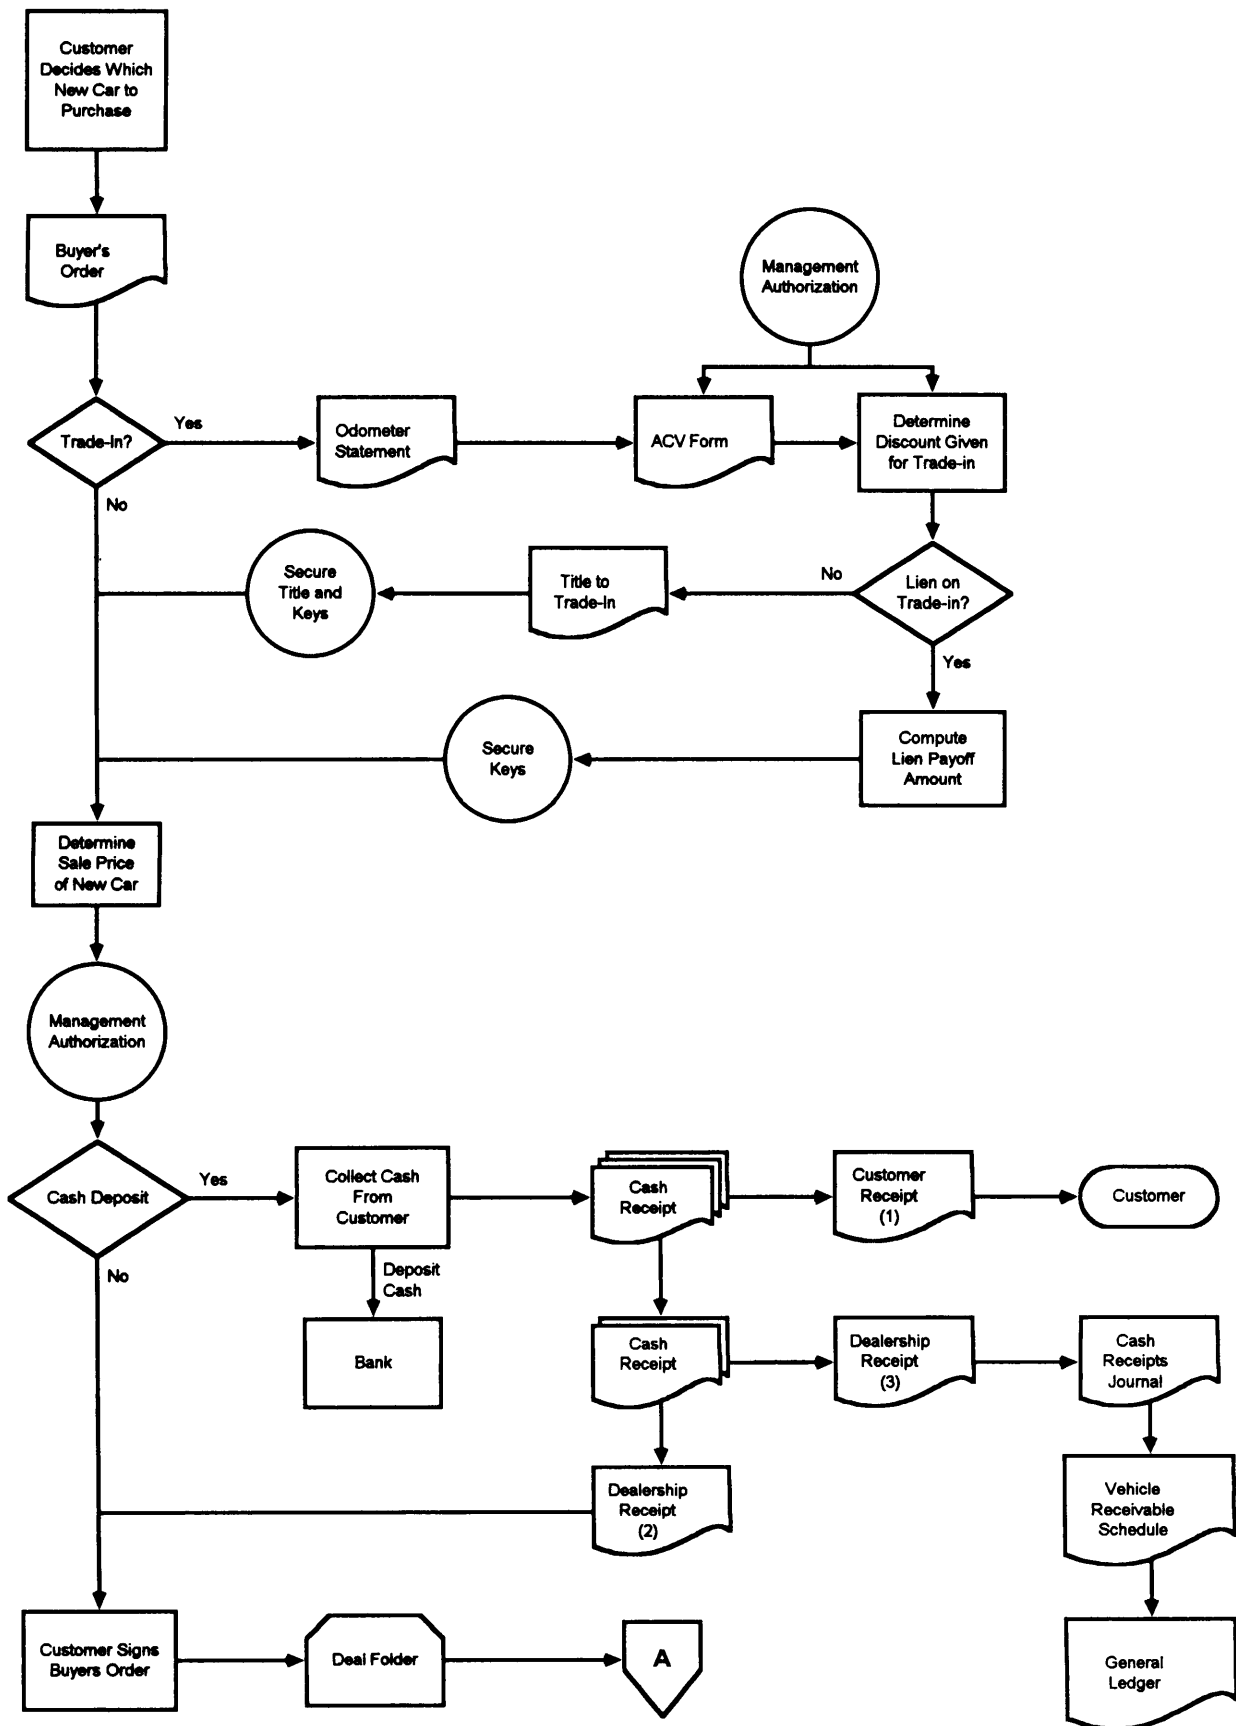 Customer
Decides Which
New Car to
Purchase
Buyer's
Order
Management
Authorization
Trade-In?
Yes
Odometer
Statement
ACV Form
Determine
Discount Given
for Trade-in
No
Secure
Title and
Keys
Title to
Trade-In
No
Lien on
Trade-in?
Yes
Secure
Keys
Compute
Lien Payoff
Amount
Determine
Sale Price
of New Car
Management
Authorization
Cash Deposit
Yes
Collect Cash
From
Customer
Cash
Receipt
Customer
Receipt
(1)
Customer
No
Deposit
Cash
Bank
Cash
Receipt
Dealership
Receipt
(3)
Cash
Receipts
Journal
Dealership
Receipt
(2)
Vehicle
Receivable
Schedule
Customer Signs
Buyers Order
Deal Folder
A
General
Ledger